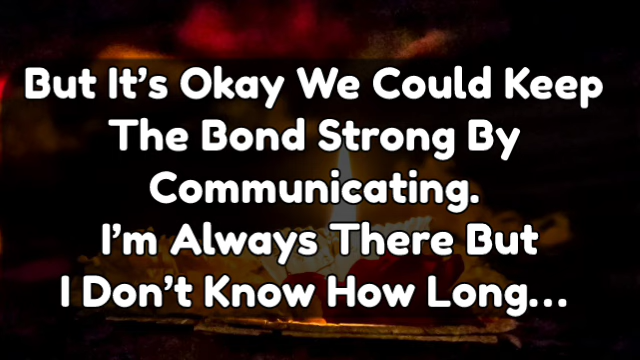 But It’s Okay We Could Keep
The Bond Strong By
Communicating.
I’m Always There But
I Don’t Know How Long...